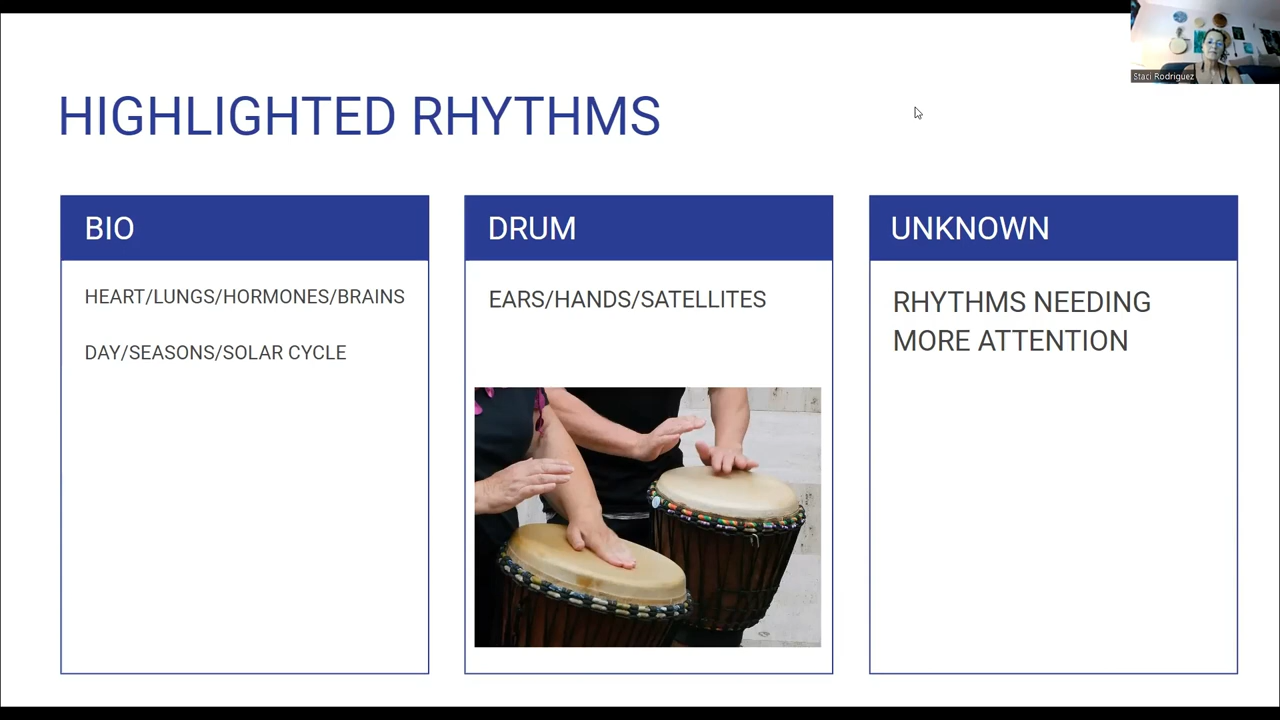 Staci Rodriguez
HIGHLIGHTED RHYTHMS
BIO
HEART/LUNGS/HORMONES/BRAINS
DAY/SEASONS/SOLAR CYCLE
DRUM
EARS/HANDS/SATELLITES
UNKNOWN
RHYTHMS NEEDING
MORE ATTENTION